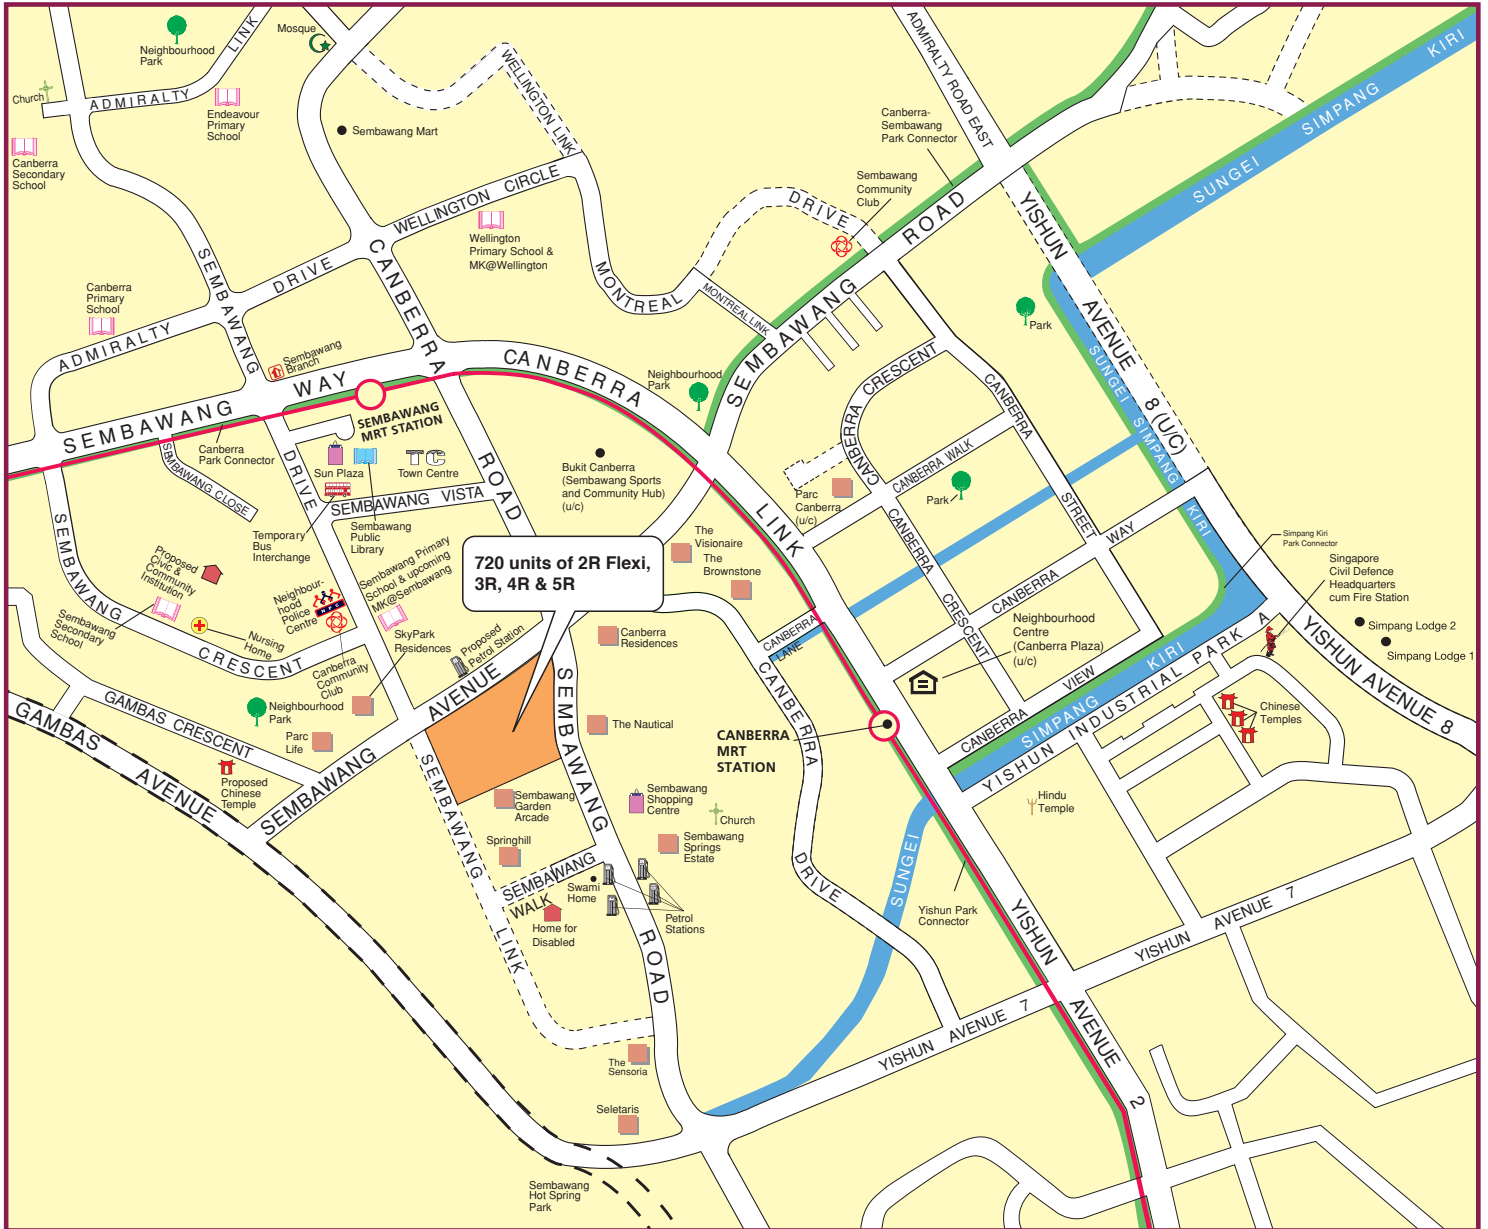 Mosque
Neighbourhood
Park
LINK
ADMIRALTY ROAD EAST
KIRI
SIMPANG
SUNGEI
Church
ADMIRALTY
Endeavour
Primary
School
Sembawang Mart
WELLINGTON LINK
Canberra-
Sembawang
Park Connector
Canberra
Secondary
School
WELLINGTON CIRCLE
Sembawang
Community
Club
Wellington
Primary School &
MK@Wellington
DRIVE
ROAD
YISHUN
AVENUE
8 (U/C)
SEMBAWANG
DRIVE
CANBERRA
MONTREAL
MONTREAL LINK
SEMBAWANG
Canberra
Primary
School
ADMIRALTY
Park
SUNGEI SIMPANG
KIRI
Sembawang
Branch
WAY
CANBERRA
Neighbourhood
Park
CANBERRA CRESCENT
CANBERRA
STREET
SEMBAWANG
SEMBAWANG
MRT STATION
Canberra
Park Connector
SEMBAWANG CLOSE
DRIVE
Sun Plaza
TC
Town Centre
ROAD
Bukit Canberra
(Sembawang Sports
and Community Hub)
(u/c)
CANBERRA WALK
Park
Parc
Canberra
(u/c)
LINK
SEMBAWANG VISTA
Temporary
Bus
Interchange
Sembawang
Public
Library
The
Visionaire
The
Brownstone
CANBERRA
CRESCENT
WAY
CANBERRA
Simpang Kiri
Park Connector
Singapore
Civil Defence
Headquarters
cum Fire Station
SEMBAWANG
CRESCENT
Proposed
Civic &
Community
Institution
Sembawang
Secondary
School
Nursing
Home
Neighbour-
hood
Police
Centre
NPC
Sembawang Primary
School & upcoming
MK@Sembawang
720 units of 2R Flexi,
3R, 4R & 5R
Canberra
Community
Club
SkyPark
Residences
Proposed
Petrol Station
Canberra
Residences
CANBERRA
LANE
Neighbourhood
Centre
(Canberra Plaza)
(u/c)
Simpang Lodge 2
Simpang Lodge 1
YISHUN AVENUE 8
CANBERRA VIEW
SIMPANG KIRI
YISHUN INDUSTRIAL PARK A
Chinese
Temples
GAMBAS
AVENUE
GAMBAS CRESCENT
Neighbourhood
Park
Parc
Life
Proposed
Chinese
Temple
SEMBAWANG
AVENUE
SEMBAWANG
LINK
SEMBAWANG
ROAD
The Nautical
CANBERRA
MRT
STATION
CANBERRA
DRIVE
Sembawang
Garden
Arcade
Sembawang
Shopping
Centre
Church
Sembawang
Springs
Estate
Hindu
Temple
Springhill
SEMBAWANG
WALK
Swami
Home
Home for
Disabled
Petrol
Stations
SUNGEI
Yishun Park
Connector
YISHUN
AVENUE
2
YISHUN AVENUE 7
YISHUN AVENUE 7
The
Sensoria
Seletaris
Sembawang
Hot Spring
Park